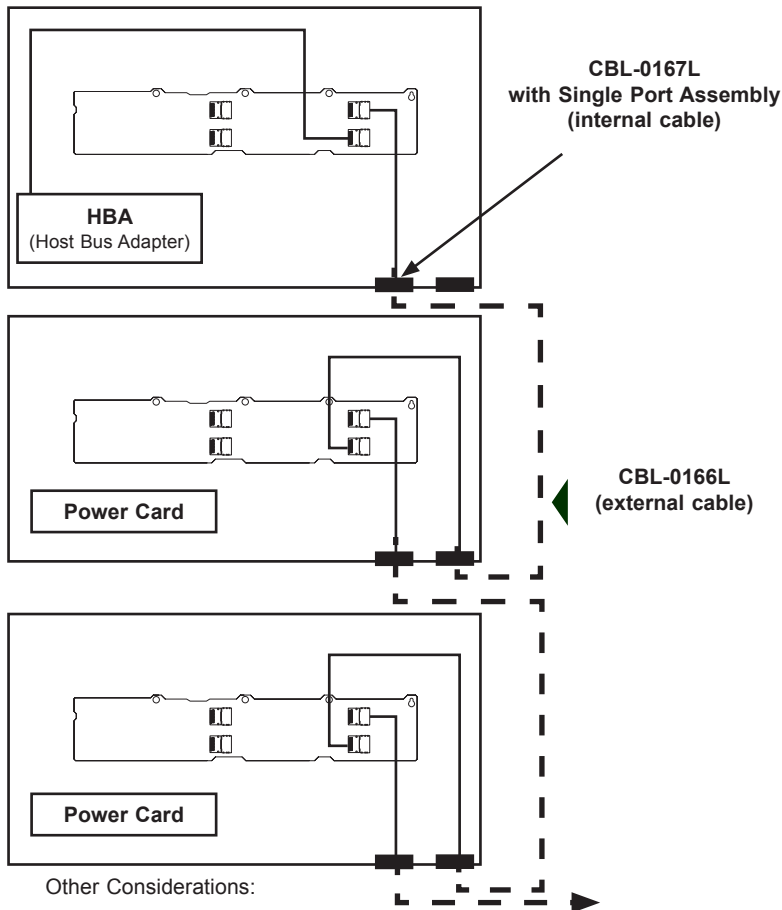 CBL-0167L
with Single Port Assembly
(internal cable)
HBA
(Host Bus Adapter)
CBL-0166L
(external cable)
Power Card
Power Card
Other Considerations: